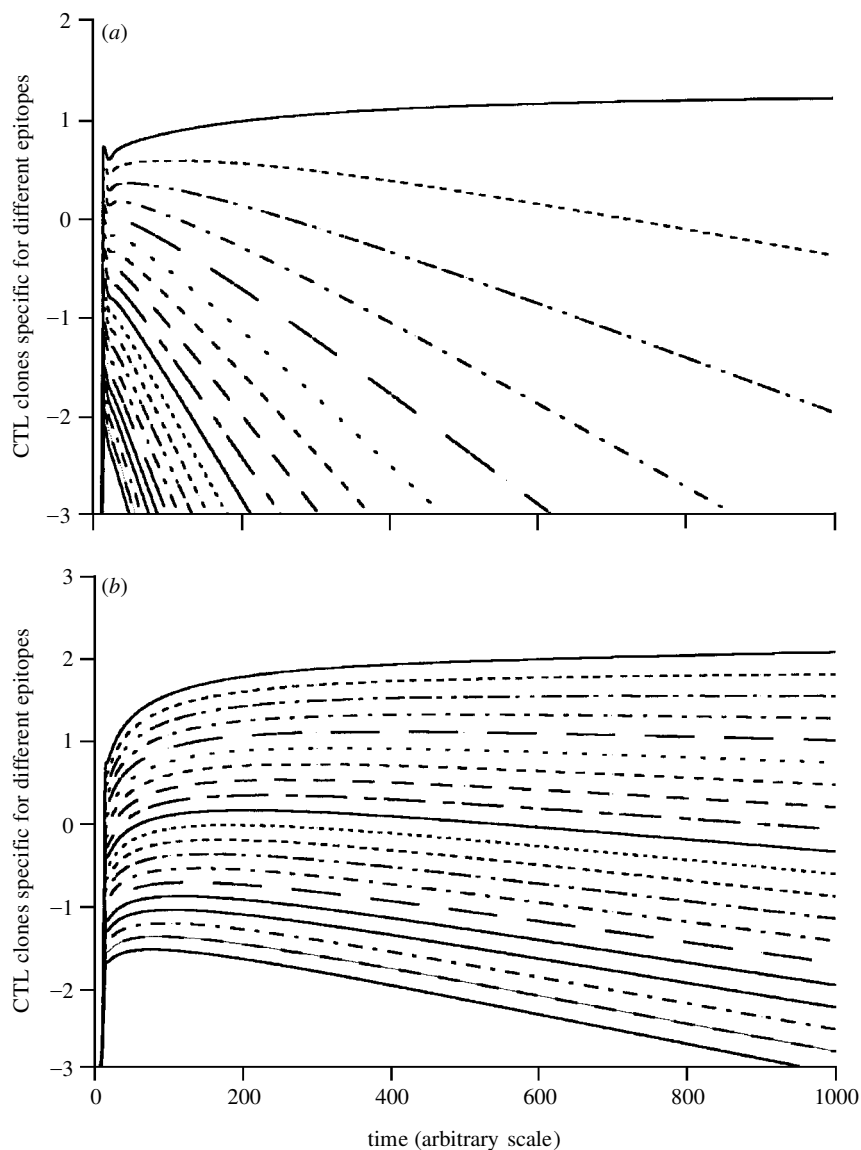 2
(a)
1
0
−1
−2
−3
CTL clones specific for different epitopes
3
(b)
2
1
0
−1
−2
−3
CTL clones specific for different epitopes
0 200 400 600 800 1000
time (arbitrary scale)